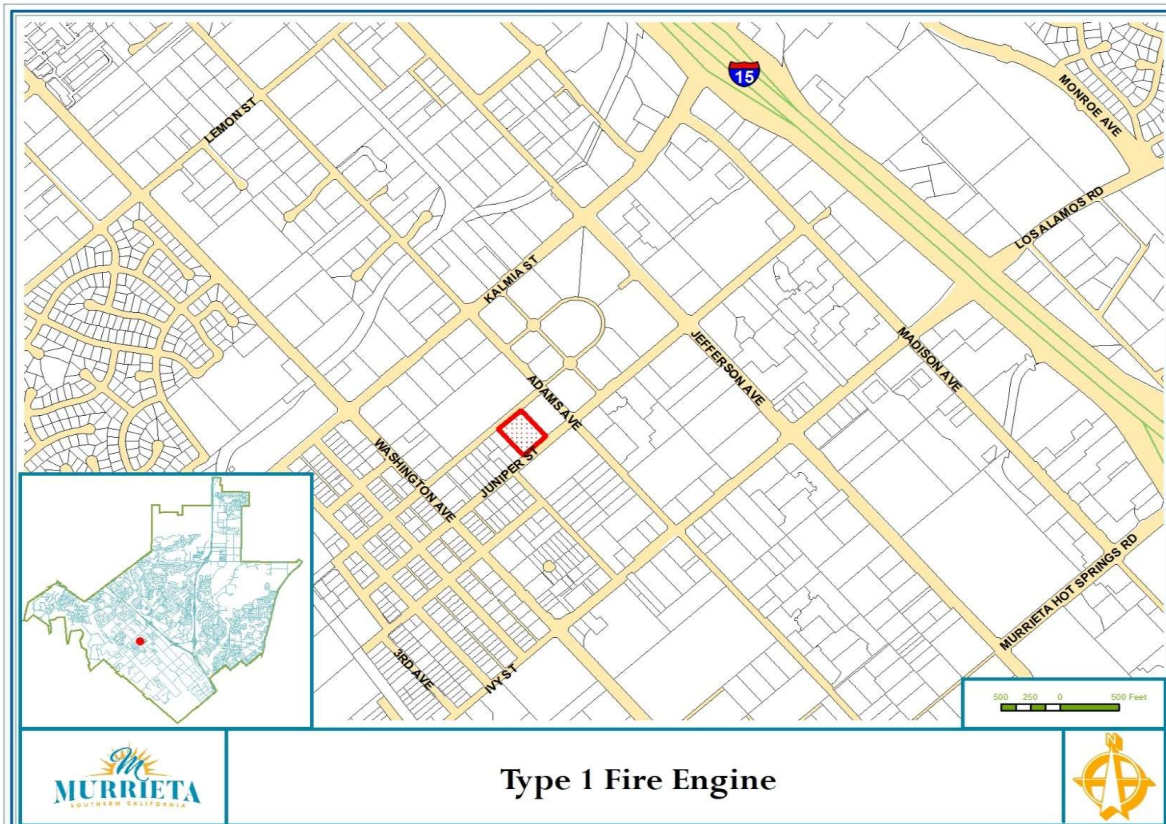 15
MONROE AVE
LEMON ST
LOS ALAMOS RD
KALMIA ST
JEFFERSON AVE
MADISON AVE
ADAMS AVE
WASHINGTON AVE
JUNIPER ST
MURRIETA HOT SPRINGS RD
3RD AVE
IVY ST
500 250 0 500 Feet
M
MURRIETA
SOUTHERN CALIFORNIA
Type 1 Fire Engine
N